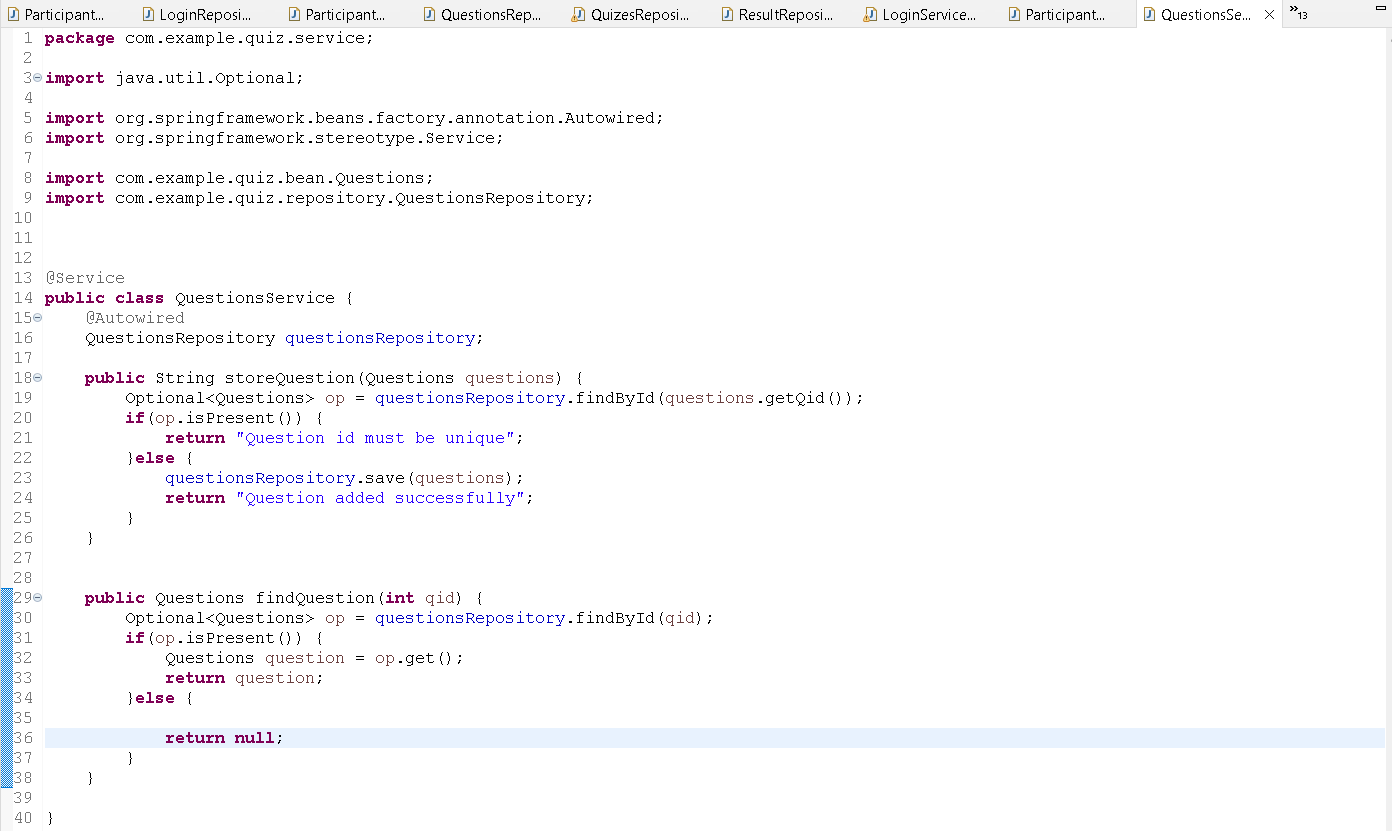 Participant... LoginReposi... Participant... QuestionsRep... QuizesReposi... ResultReposi... LoginService... Participant... QuestionsSe... »13
1 package com.example.quiz.service;
2
3 import java.util.Optional;
4
5 import org.springframework.beans.factory.annotation.Autowired;
6 import org.springframework.stereotype.Service;
7
8 import com.example.quiz.bean.Questions;
9 import com.example.quiz.repository.QuestionsRepository;
10
11
12
13 @Service
14 public class QuestionsService {
15     @Autowired
16     QuestionsRepository questionsRepository;
17
18     public String storeQuestion(Questions questions) {
19         Optional<Questions> op = questionsRepository.findById(questions.getQid());
20         if(op.isPresent()) {
21             return "Question id must be unique";
22         }else {
23             questionsRepository.save(questions);
24             return "Question added successfully";
25         }
26     }
27
28
29     public Questions findQuestion(int qid) {
30         Optional<Questions> op = questionsRepository.findById(qid);
31         if(op.isPresent()) {
32             Questions question = op.get();
33             return question;
34         }else {
35
36             return null;
37         }
38     }
39
40 }